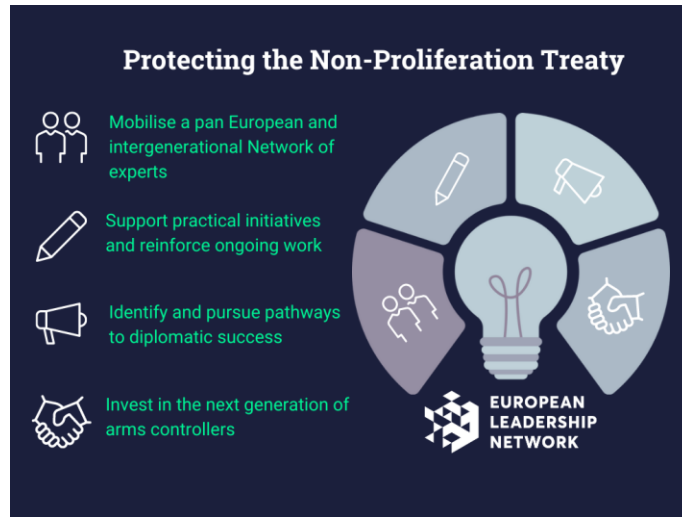 Protecting the Non-Proliferation Treaty
Mobilise a pan European and
intergenerational Network of
experts
Support practical initiatives
and reinforce ongoing work
Identify and pursue pathways
to diplomatic success
Invest in the next generation of
arms controllers
EUROPEAN
LEADERSHIP
NETWORK